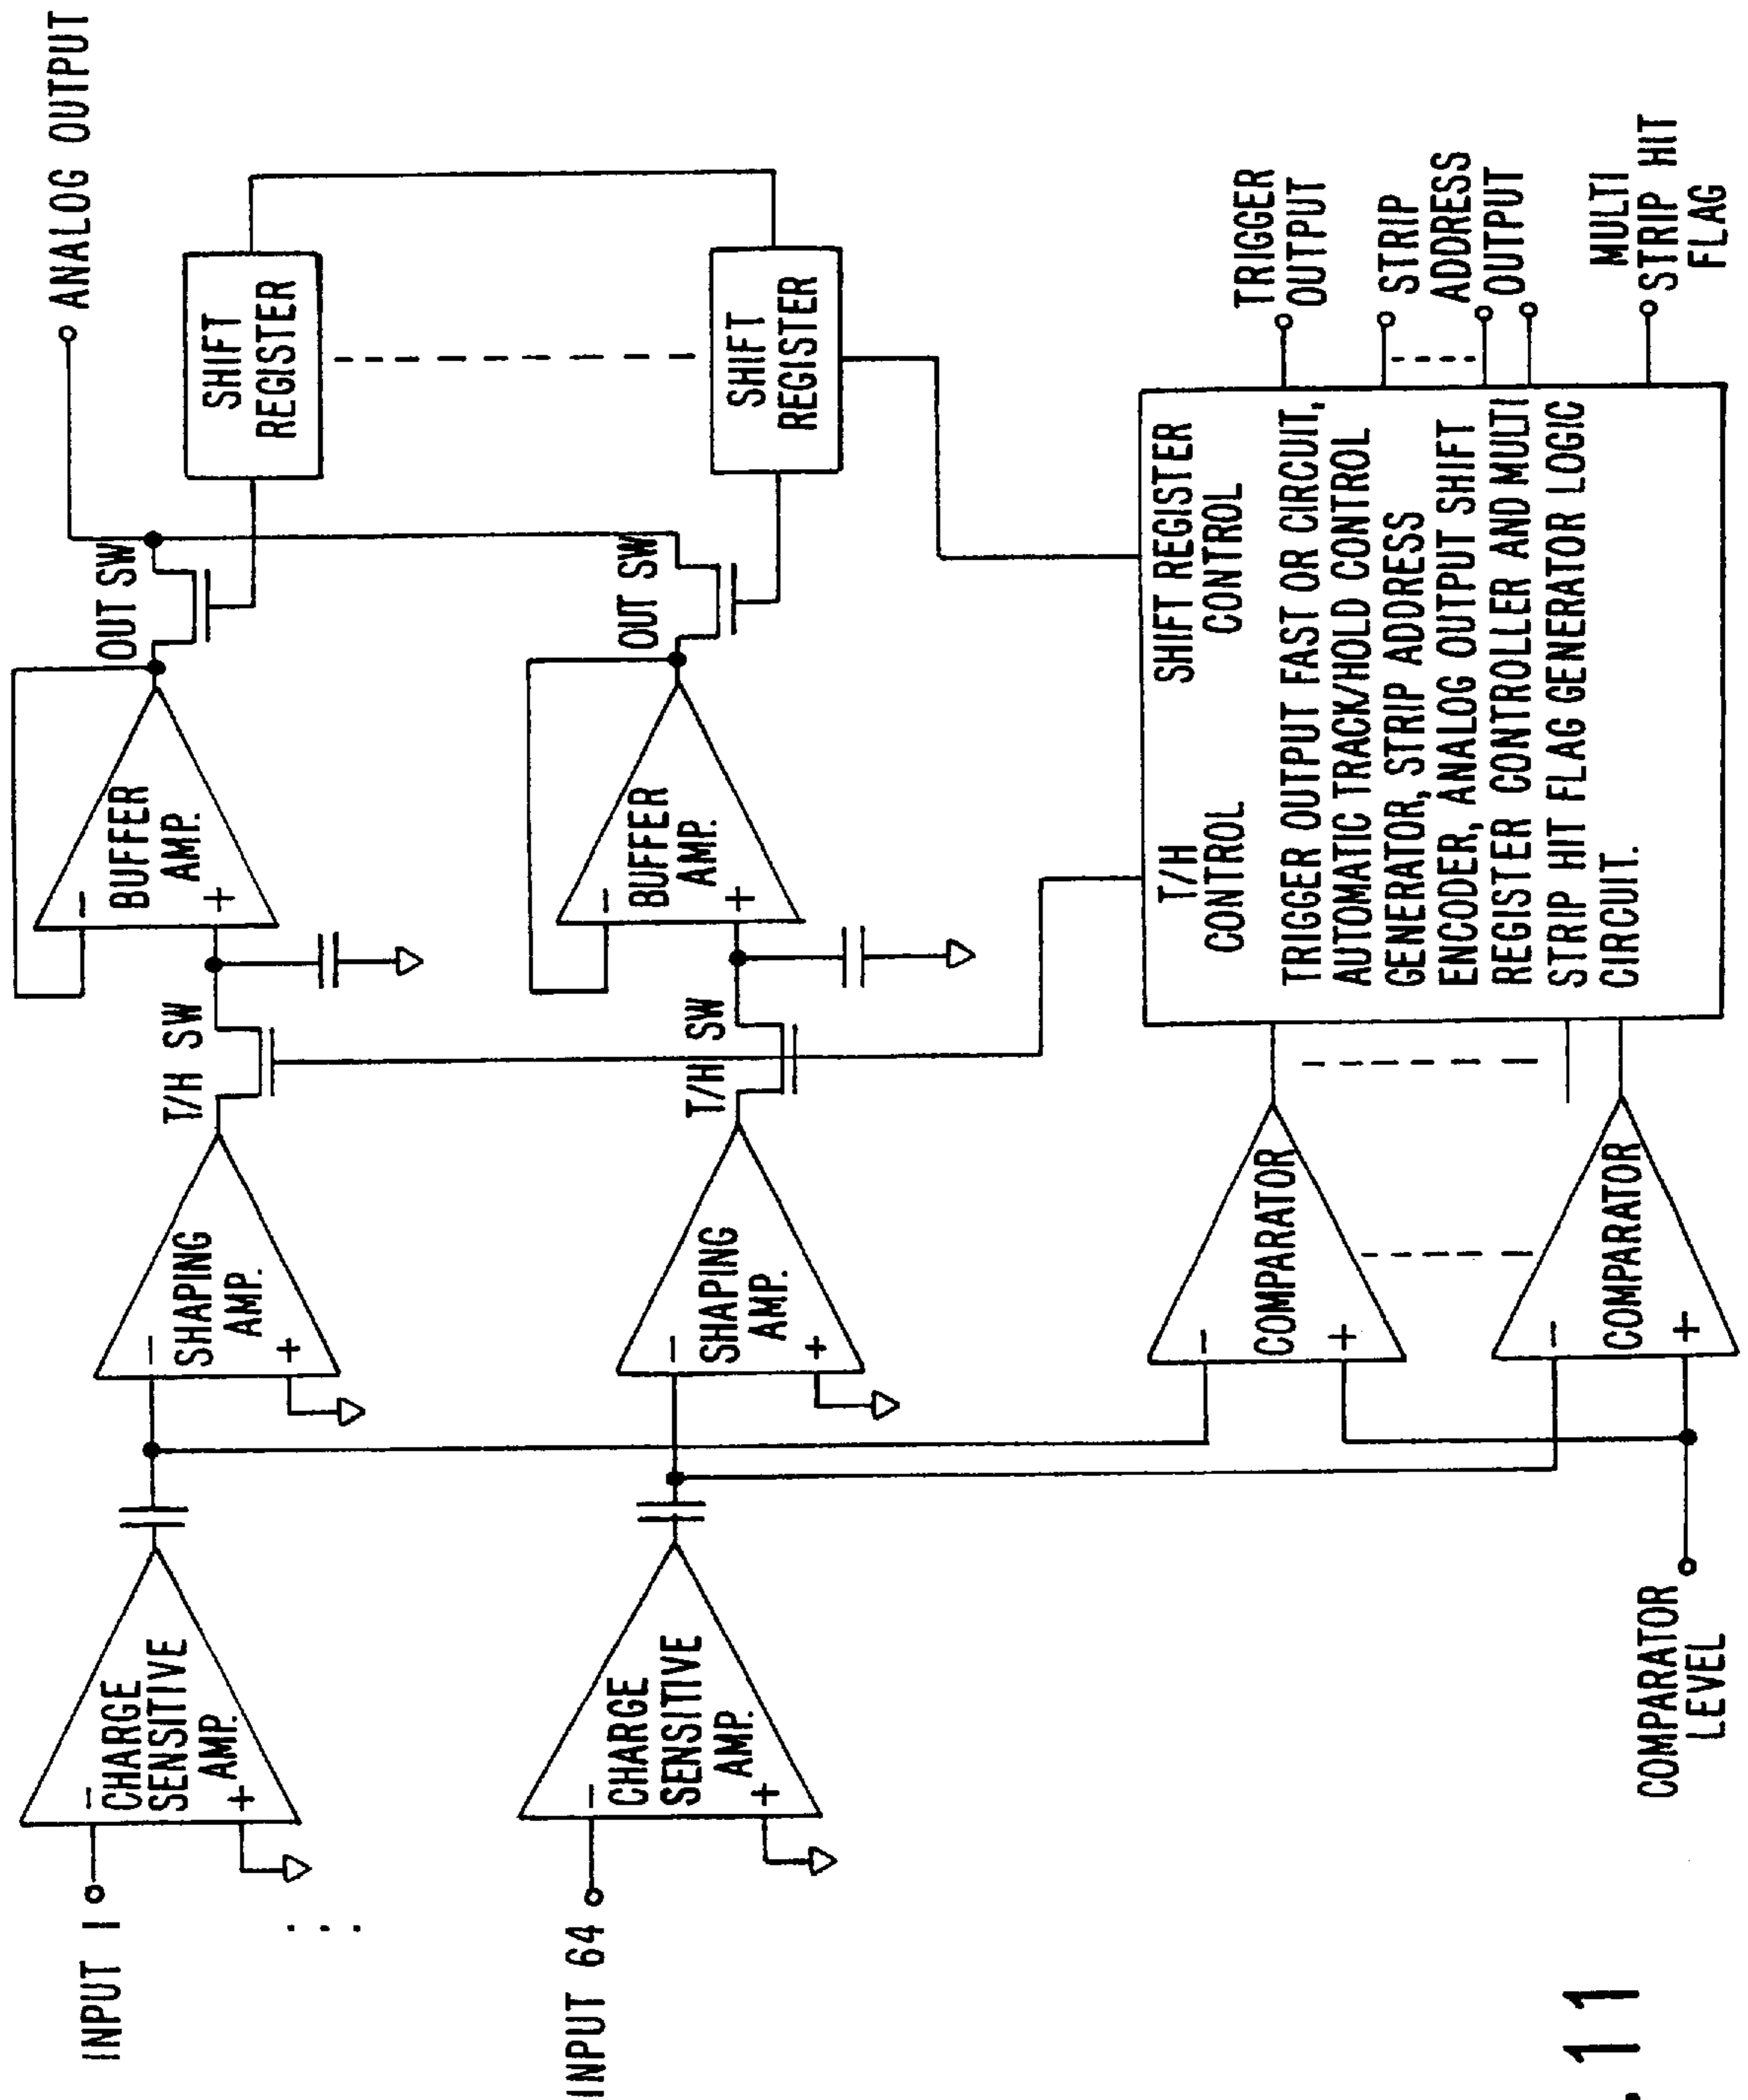 INPUT 1
CHARGE
SENSITIVE
AMP.
-
+
SHAPING
AMP.
-
+
T/H SW
BUFFER
AMP.
-
+
OUT SW
ANALOG OUTPUT
SHIFT
REGISTER
INPUT 64
CHARGE
SENSITIVE
AMP.
-
+
SHAPING
AMP.
-
+
T/H SW
BUFFER
AMP.
-
+
OUT SW
SHIFT
REGISTER
COMPARATOR
LEVEL
COMPARATOR
-
+
COMPARATOR
-
+
T/H
CONTROL
SHIFT REGISTER
CONTROL
TRIGGER OUTPUT FAST OR CIRCUIT,
AUTOMATIC TRACK/HOLD CONTROL
GENERATOR, STRIP ADDRESS
ENCODER, ANALOG OUTPUT SHIFT
REGISTER CONTROLLER AND MULTI
STRIP HIT FLAG GENERATOR LOGIC
CIRCUIT.
TRIGGER
OUTPUT
STRIP
ADDRESS
OUTPUT
MULTI
STRIP HIT
FLAG
. 11